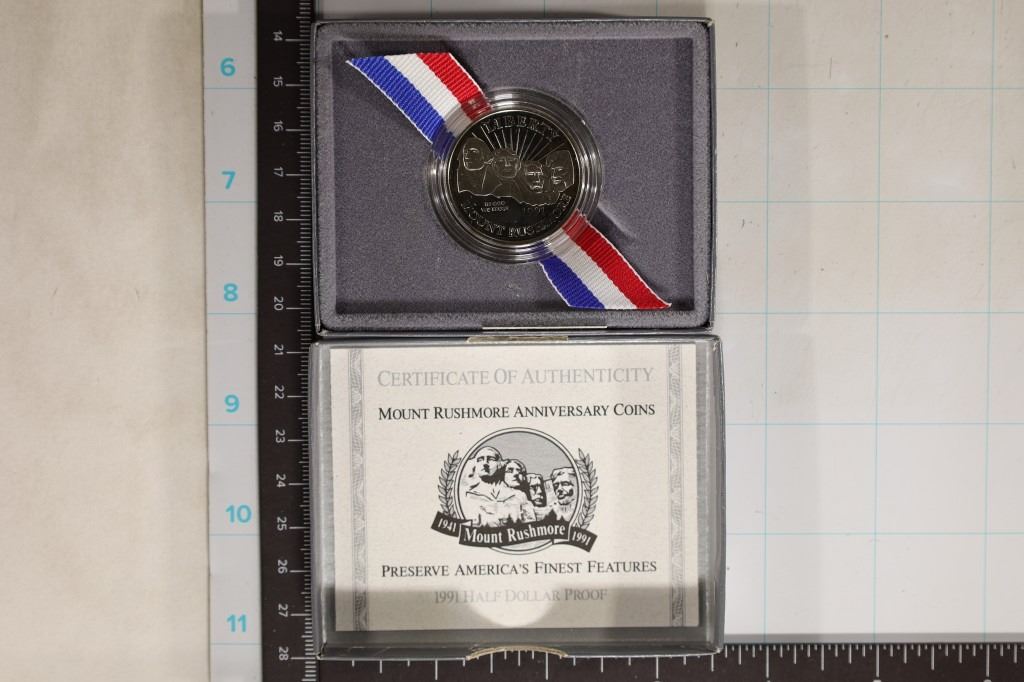 LIBERTY
IN GOD
WE TRUST
1991
MOUNT RUSHMORE
CERTIFICATE OF AUTHENTICITY
MOUNT RUSHMORE ANNIVERSARY COINS
1941 Mount Rushmore 1991
PRESERVE AMERICA'S FINEST FEATURES
1991 HALF DOLLAR PROOF
6
7
8
9
10
11
14
15
16
17
18
19
20
21
22
23
24
25
26
27
28